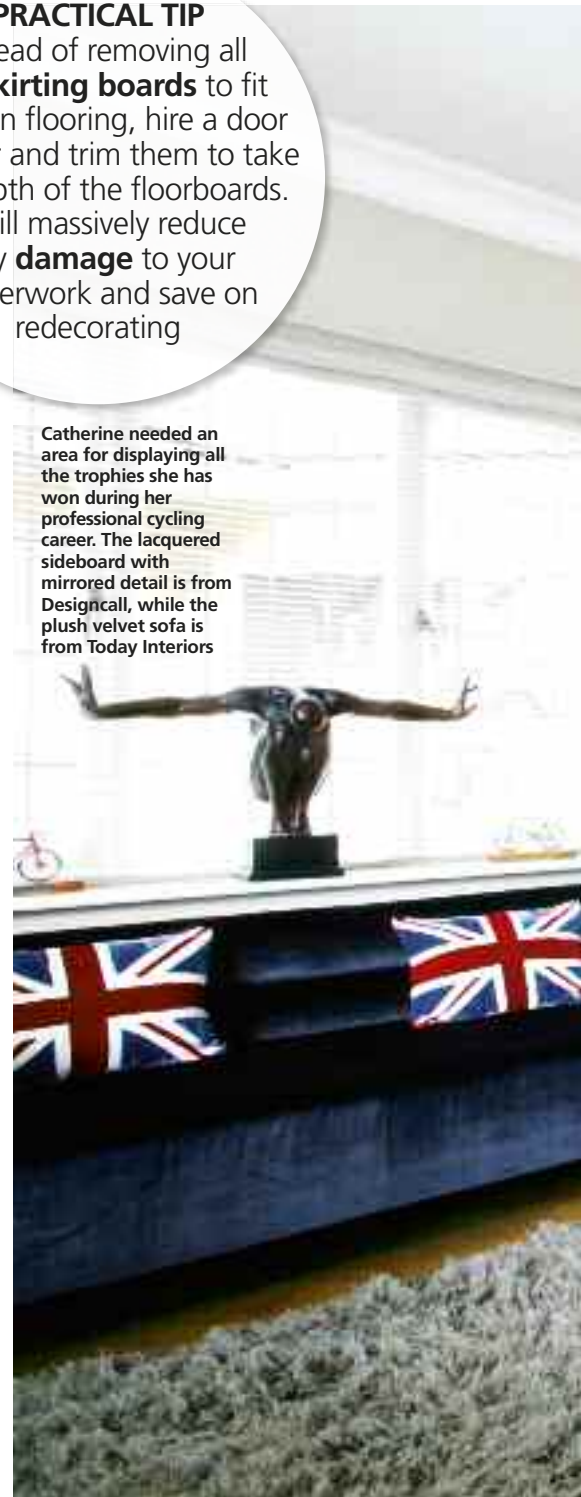 PRACTICAL TIP
ead of removing all
kirting boards to fit
n flooring, hire a door
and trim them to take
pth of the floorboards.
ill massively reduce
y damage to your
erwork and save on
redecorating
Catherine needed an
area for displaying all
the trophies she has
won during her
professional cycling
career. The lacquered
sideboard with
mirrored detail is from
Designcall, while the
plush velvet sofa is
from Today Interiors